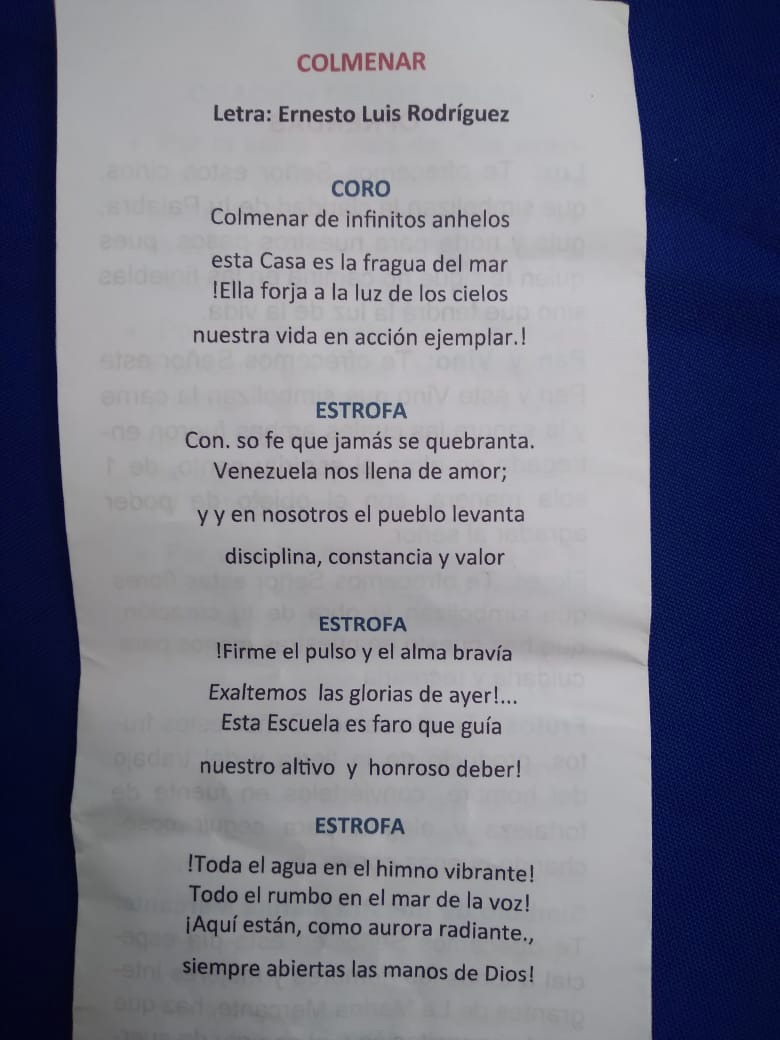 COLMENAR
Letra: Ernesto Luis Rodríguez
CORO
Colmenar de infinitos anhelos
esta Casa es la fragua del mar
!Ella forja a la luz de los cielos
nuestra vida en acción ejemplar.!
ESTROFA
Con. so fe que jamás se quebranta.
Venezuela nos llena de amor;
y y en nosotros el pueblo levanta
disciplina, constancia y valor
ESTROFA
!Firme el pulso y el alma bravía
Exaltemos las glorias de ayer!...
Esta Escuela es faro que guía
nuestro altivo y honroso deber!
ESTROFA
!Toda el agua en el himno vibrante!
Todo el rumbo en el mar de la voz!
¡Aquí están, como aurora radiante.,
siempre abiertas las manos de Dios!